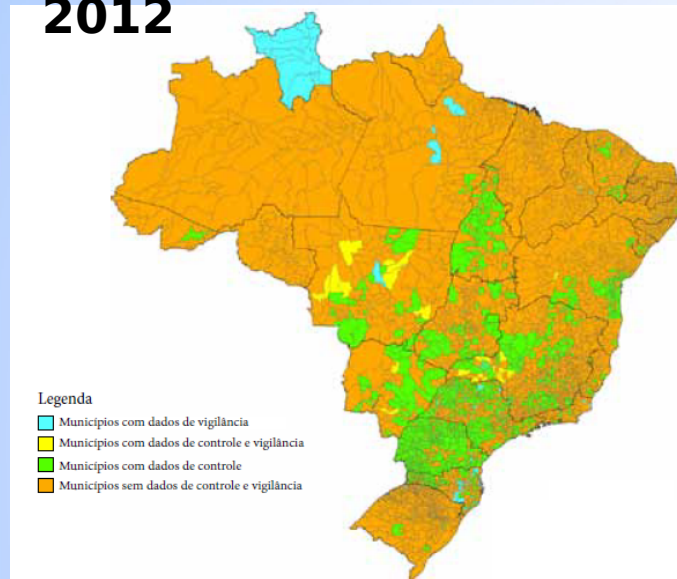 2012
Legenda
Municípios com dados de vigilância
Municípios com dados de controle e vigilância
Municípios com dados de controle
Municípios sem dados de controle e vigilância